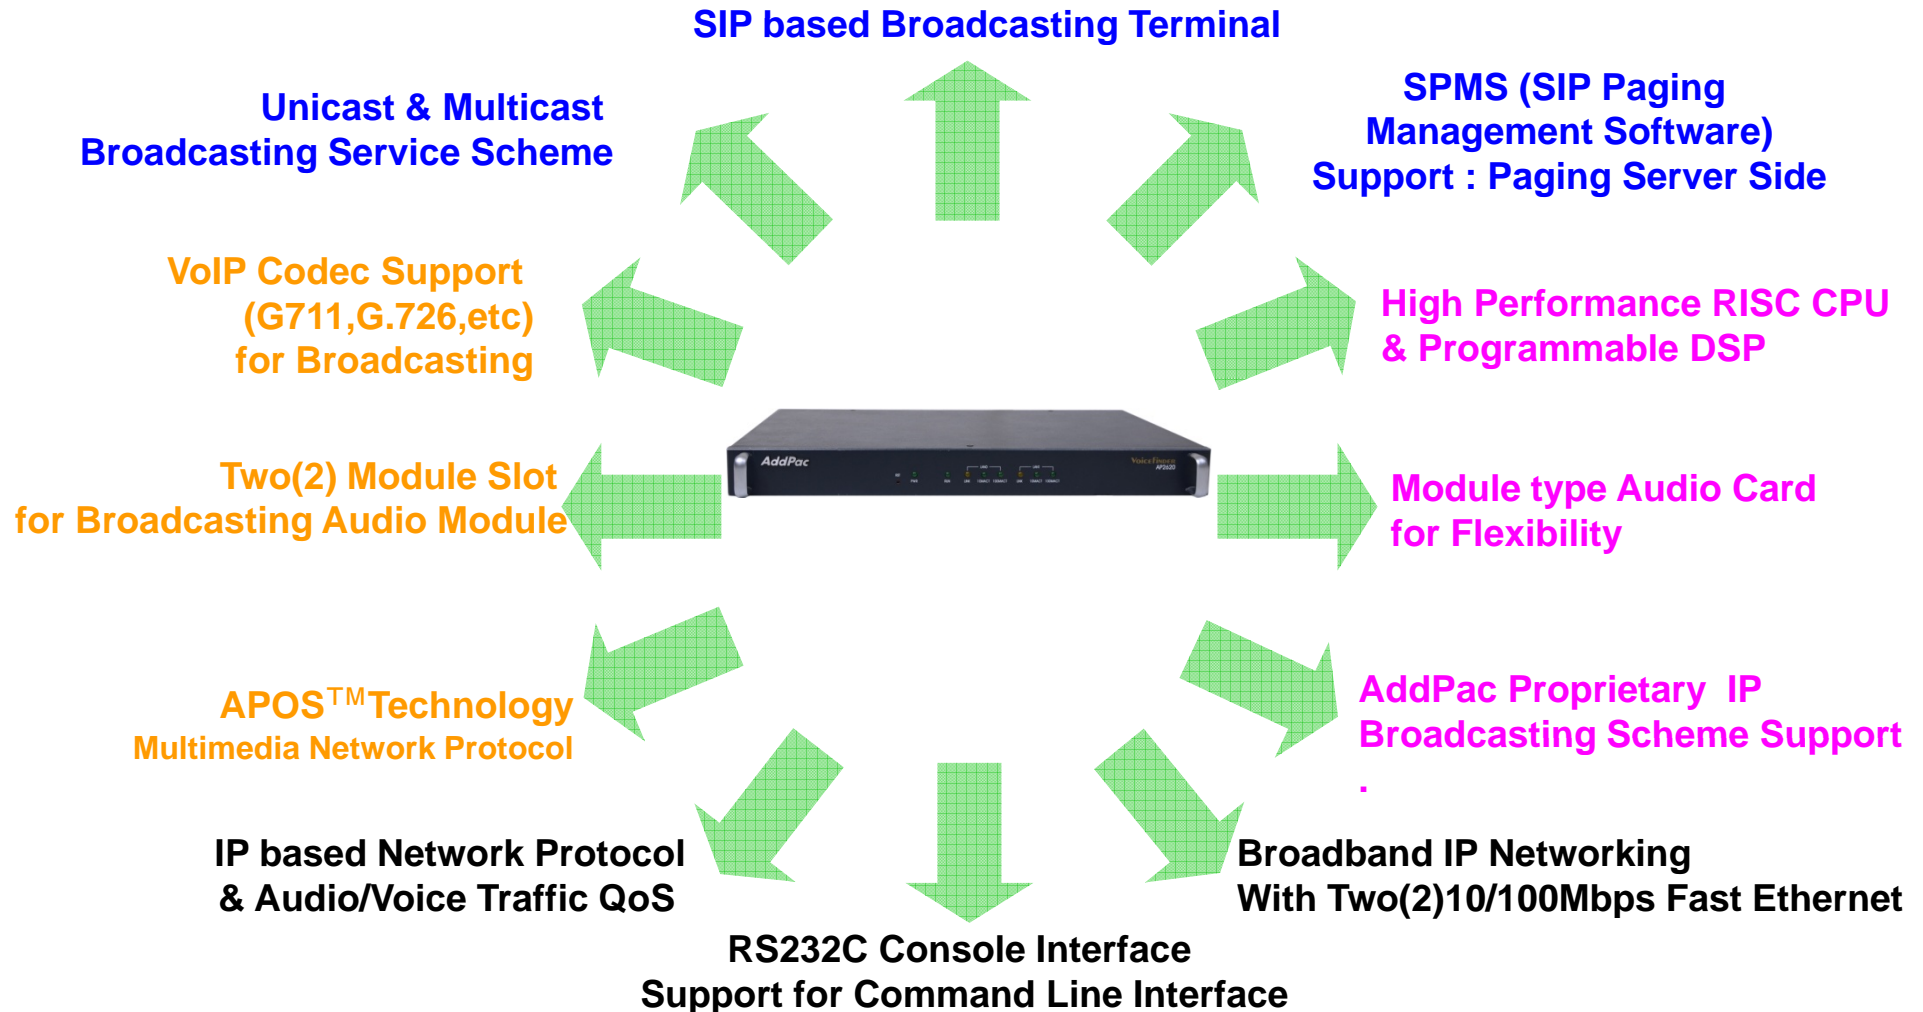 SIP based Broadcasting Terminal
Unicast & Multicast
Broadcasting Service Scheme
SPMS (SIP Paging
Management Software)
Support : Paging Server Side
VoIP Codec Support
(G711,G.726,etc)
for Broadcasting
High Performance RISC CPU
& Programmable DSP
AddPac
VoiceFinder
AP2620
Two(2) Module Slot
for Broadcasting Audio Module
Module type Audio Card
for Flexibility
APOS™Technology
Multimedia Network Protocol
AddPac Proprietary IP
Broadcasting Scheme Support
.
IP based Network Protocol
& Audio/Voice Traffic QoS
Broadband IP Networking
With Two(2)10/100Mbps Fast Ethernet
RS232C Console Interface
Support for Command Line Interface